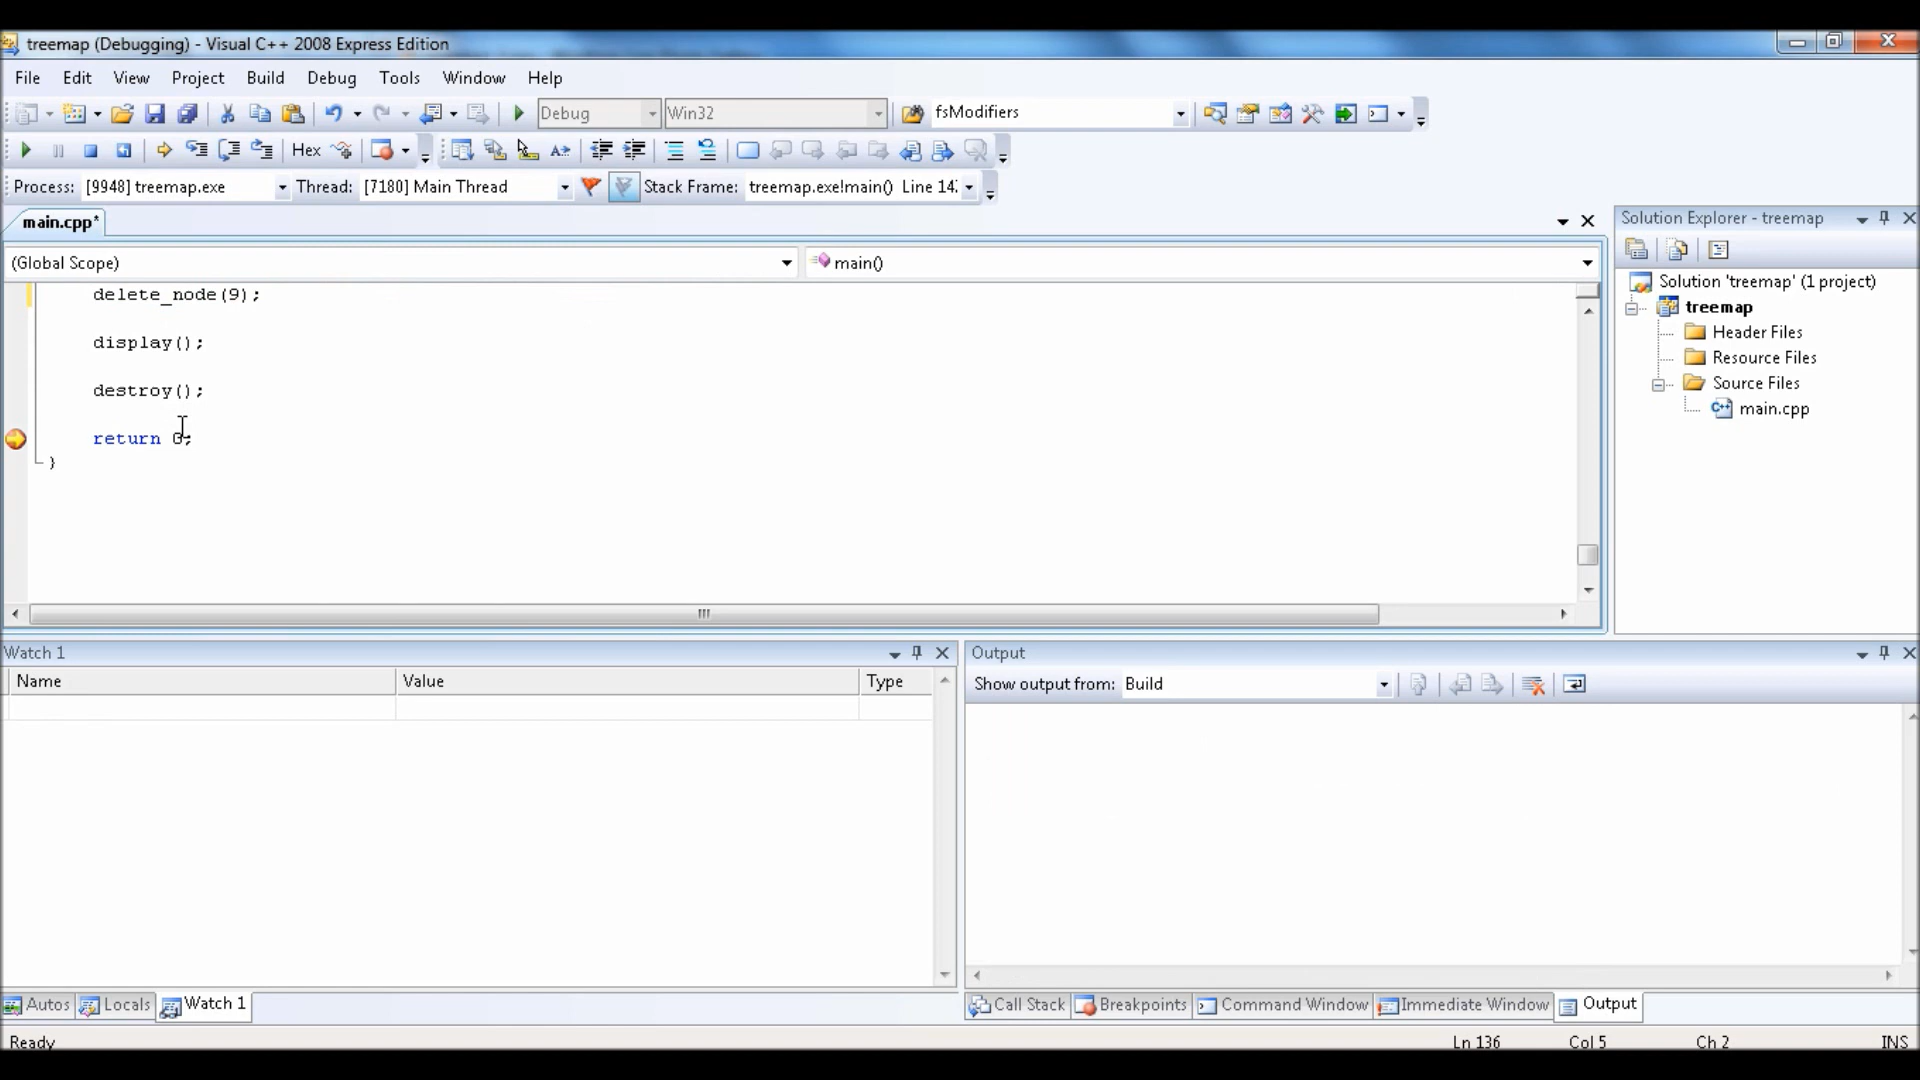 treemap (Debugging) - Visual C++ 2008 Express Edition
File Edit View Project Build Debug Tools Window Help
Debug Win32 fsModifiers
Hex
Process: [9948] treemap.exe Thread: [7180] Main Thread Stack Frame: treemap.exe!main() Line 14
main.cpp*
Solution Explorer - treemap
(Global Scope) main()
Solution 'treemap' (1 project)
treemap
Header Files
Resource Files
Source Files
main.cpp
delete_node(9);
display();
destroy();
return 0;
}
Watch 1
Name Value Type
Output
Show output from: Build
Autos Locals Watch 1
Call Stack Breakpoints Command Window Immediate Window Output
Ready Ln 136 Col 5 Ch 2 INS